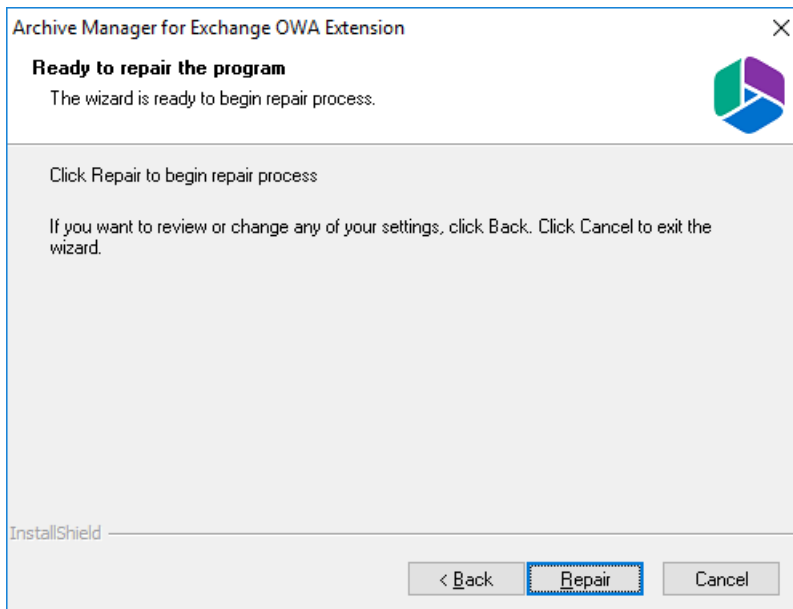 Archive Manager for Exchange OWA Extension
Ready to repair the program
The wizard is ready to begin repair process.
Click Repair to begin repair process
If you want to review or change any of your settings, click Back. Click Cancel to exit the
wizard.
InstallShield
< Back
Repair
Cancel